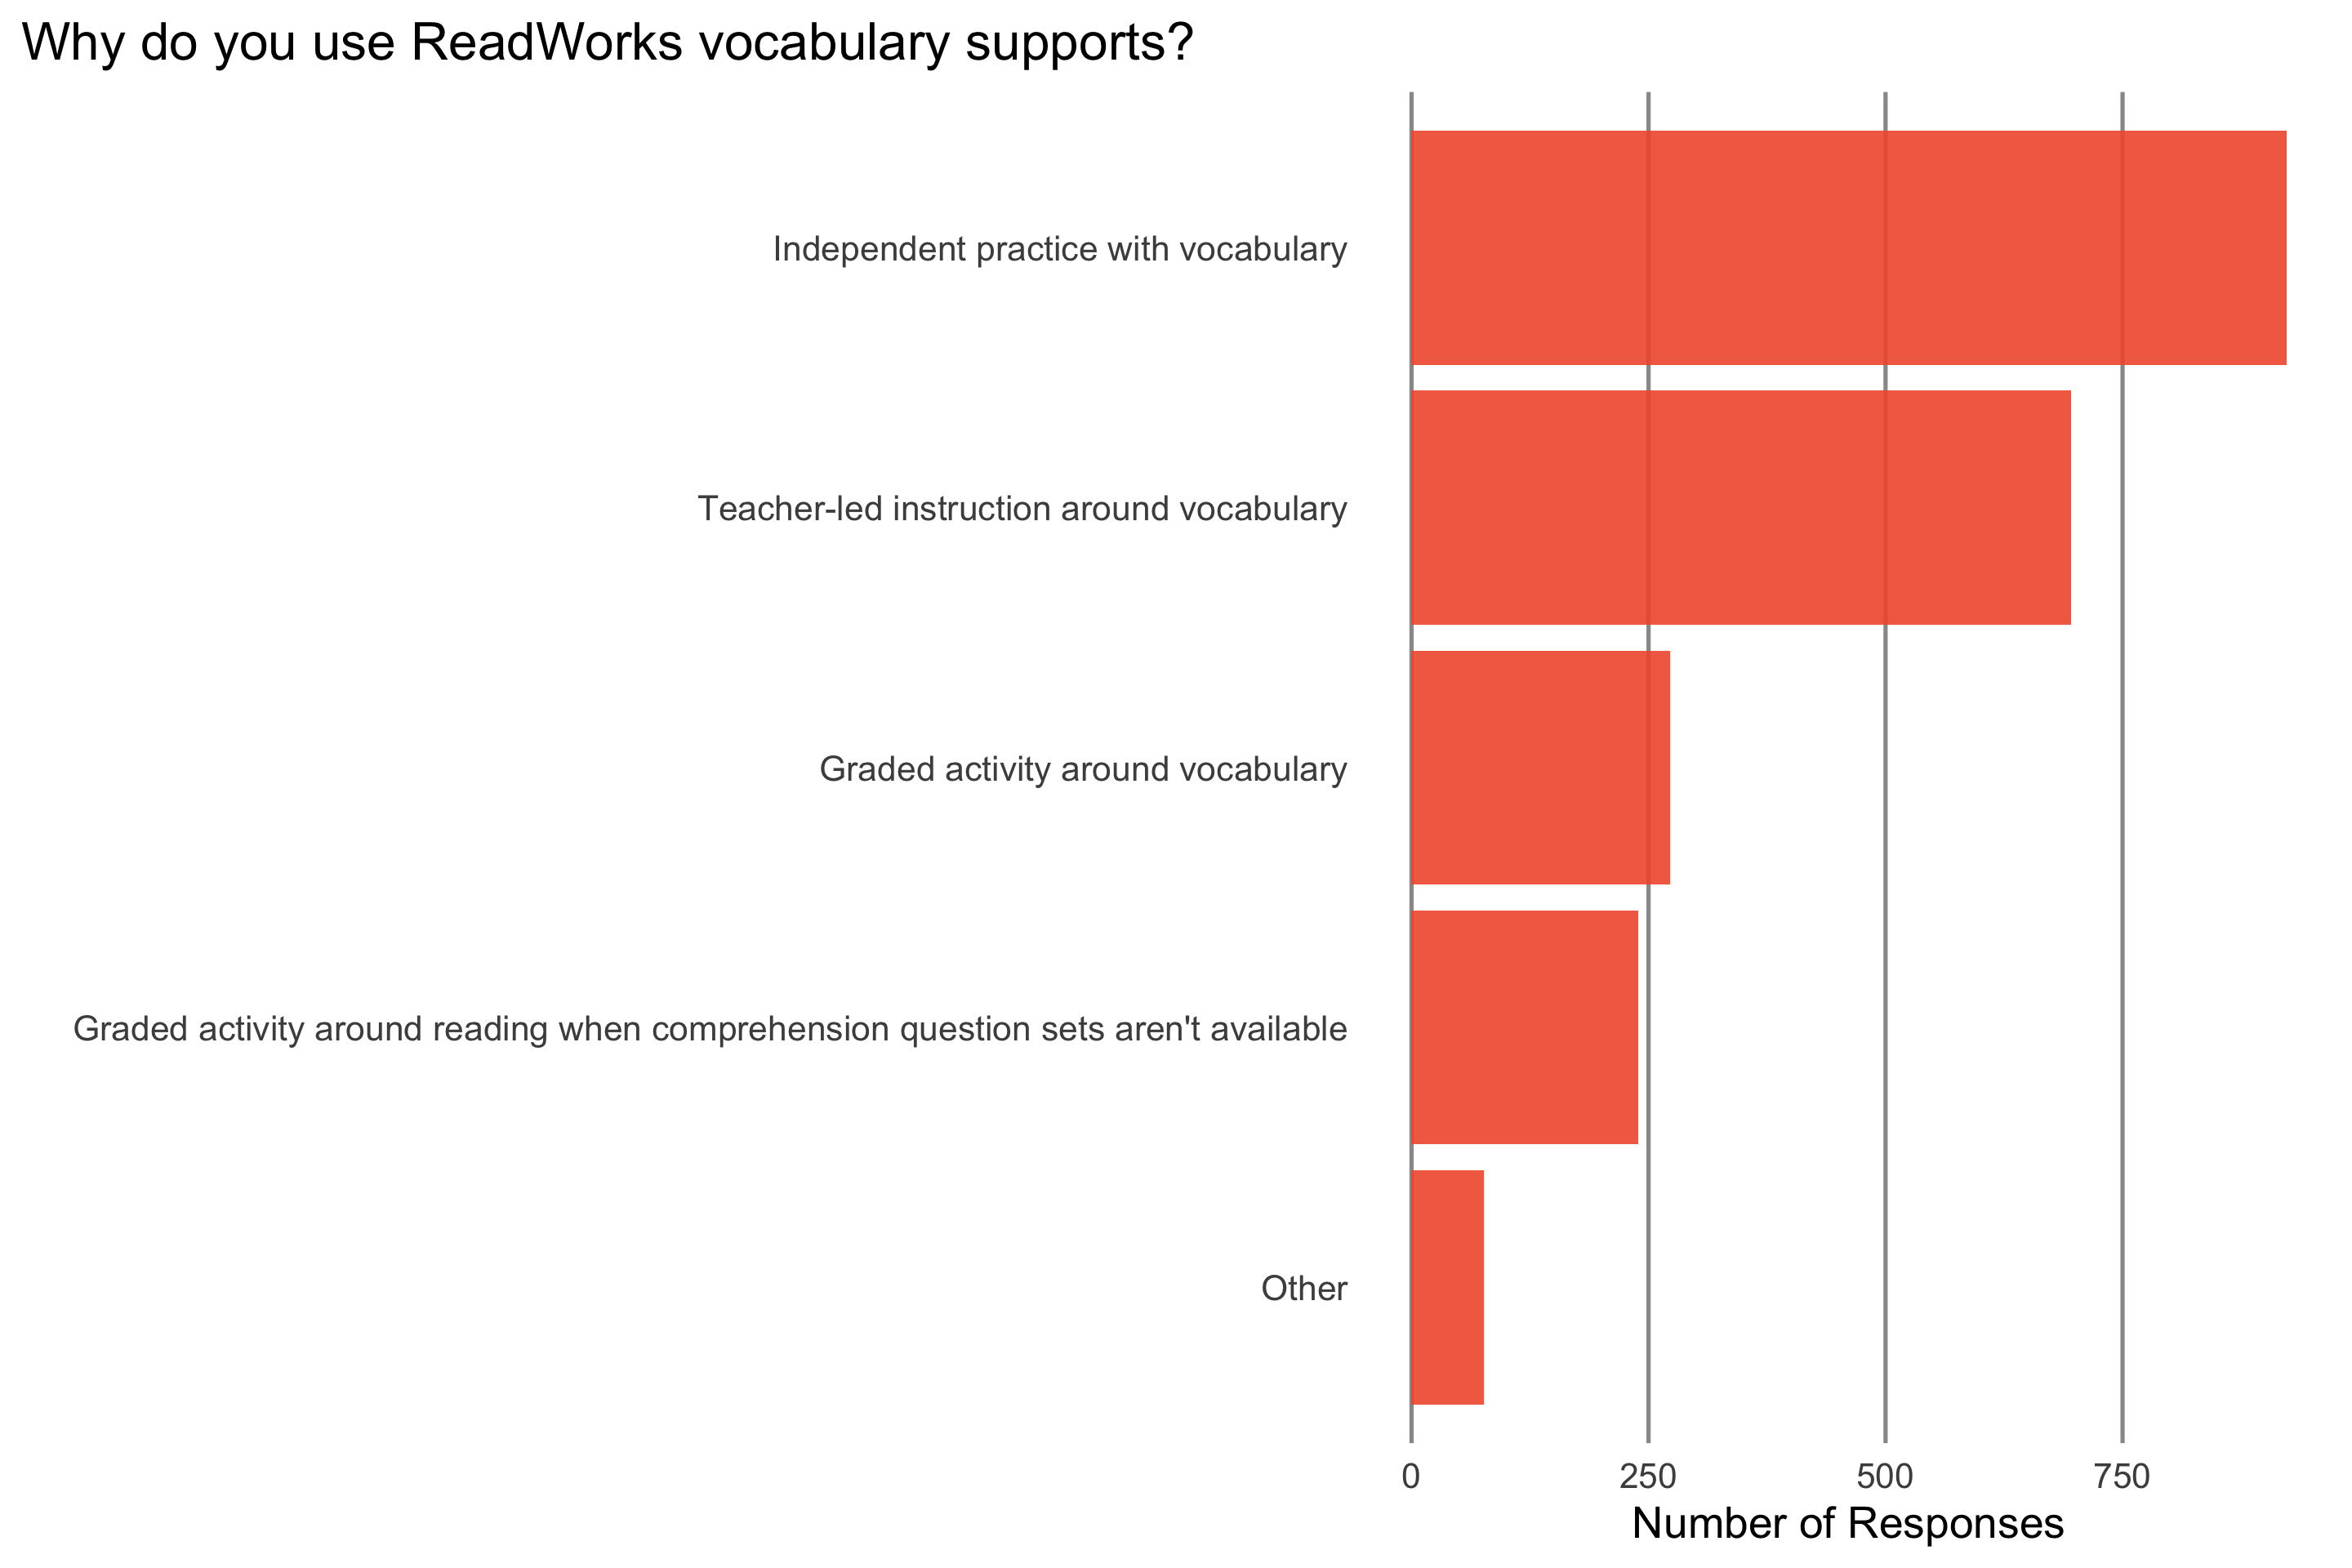 Why do you use ReadWorks vocabulary supports?
Independent practice with vocabulary
Teacher-led instruction around vocabulary
Graded activity around vocabulary
Graded activity around reading when comprehension question sets aren't available
Other
0 250 500 750
Number of Responses